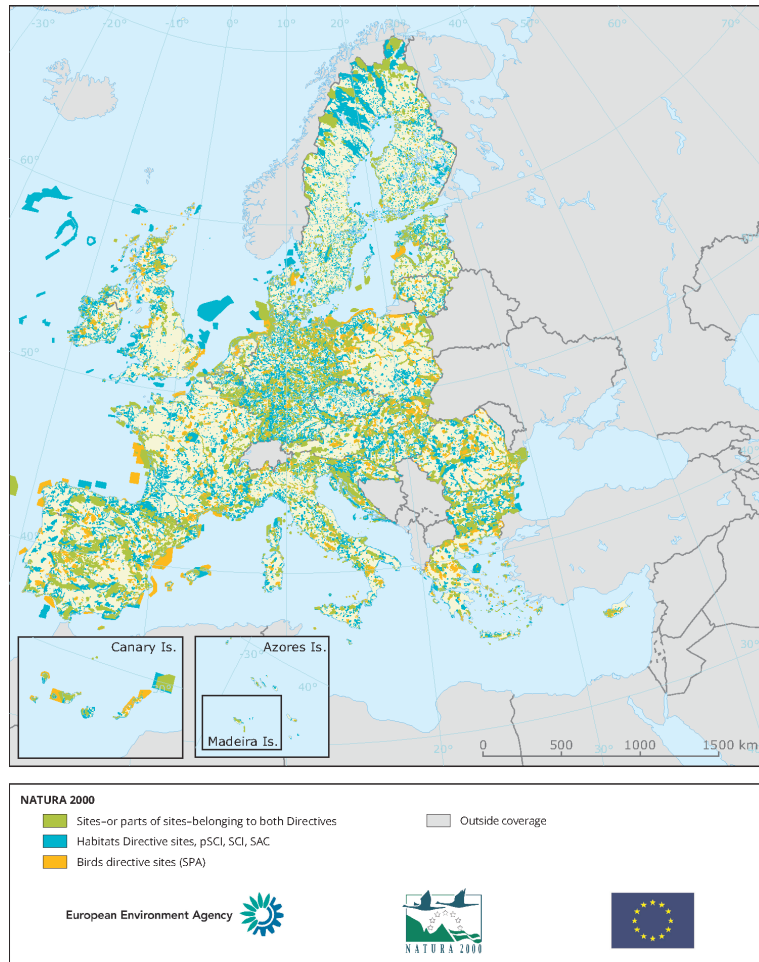 -30° -20° -10° 0° 10° 20° 30° 40° 50° 60° 70°
60°
50°
40°
Canary Is.
Azores Is.
-30°
40°
Madeira Is.
30°
20°
30°
0 500 1000 1500 km
NATURA 2000
Sites–or parts of sites–belonging to both Directives
Outside coverage
Habitats Directive sites, pSCI, SCI, SAC
Birds directive sites (SPA)
European Environment Agency
NATURA 2000